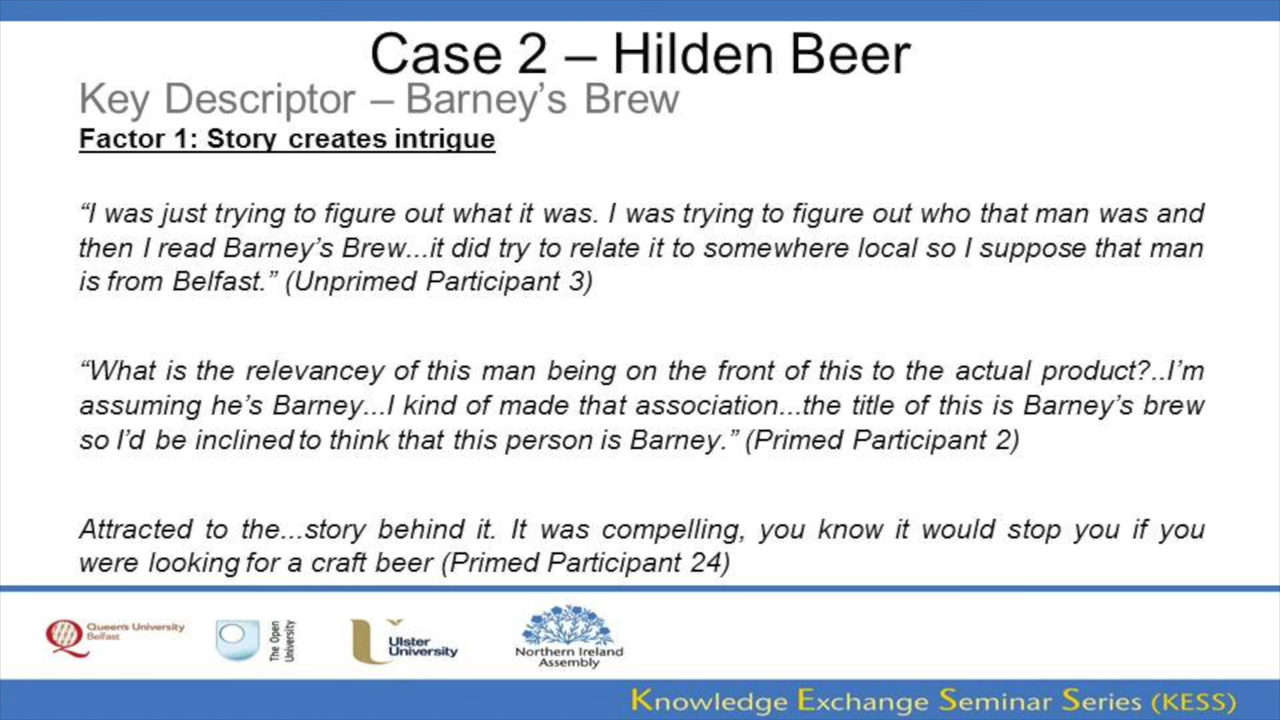 Case 2 – Hilden Beer
Key Descriptor – Barney’s Brew
Factor 1: Story creates intrigue
“I was just trying to figure out what it was. I was trying to figure out who that man was and
then I read Barney’s Brew...it did try to relate it to somewhere local so I suppose that man
is from Belfast.” (Unprimed Participant 3)
“What is the relevancey of this man being on the front of this to the actual product?..I’m
assuming he’s Barney...I kind of made that association...the title of this is Barney’s brew
so I’d be inclined to think that this person is Barney.” (Primed Participant 2)
Attracted to the...story behind it. It was compelling, you know it would stop you if you
were looking for a craft beer (Primed Participant 24)
Queen's University
Belfast
The Open
University
Ulster
University
Northern Ireland
Assembly
Knowledge Exchange Seminar Series (KESS)